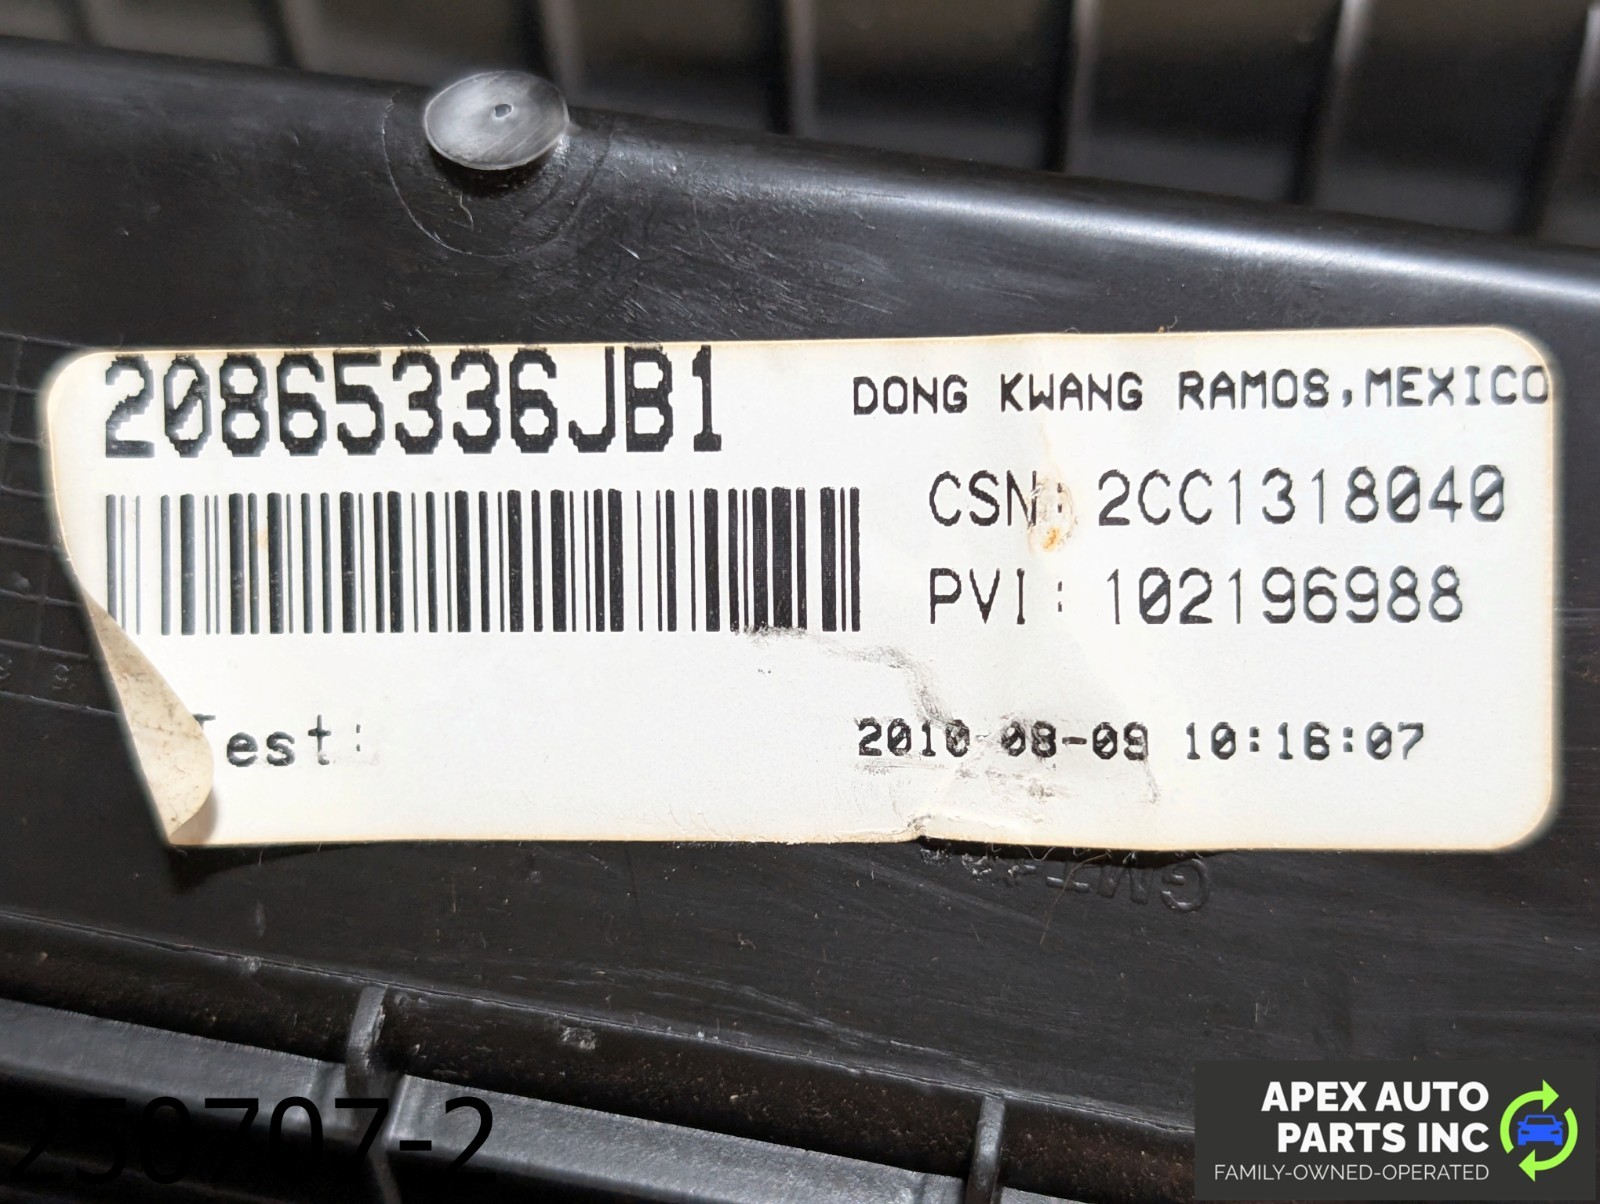 20865336JB1
DONG KWANG RAMOS,MEXICO
CSN: 2CC1318040
PVI: 102196988
Test:
2010-08-09 10:16:07
250707-2
APEX AUTO
PARTS INC
FAMILY-OWNED-OPERATED